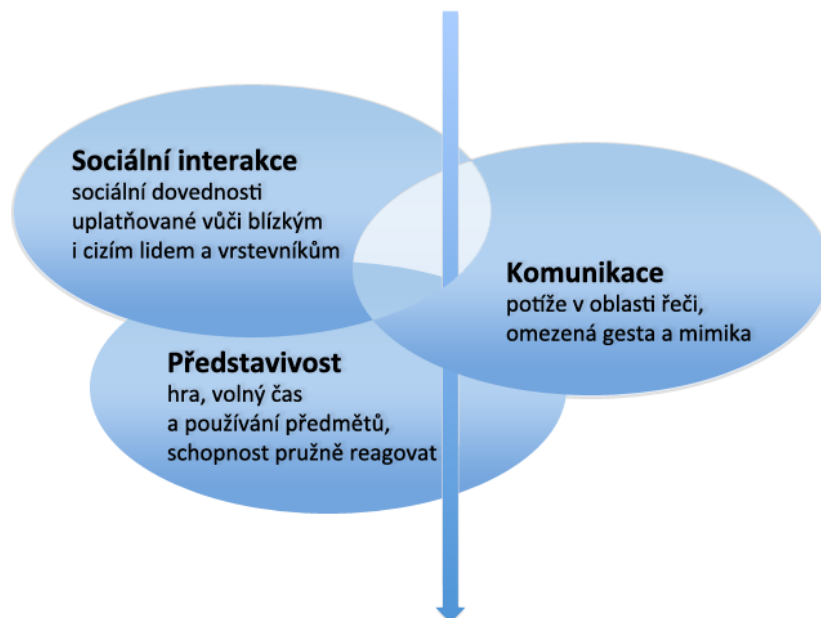 Sociální interakce
sociální dovednosti
uplatňované vůči blízkým
i cizím lidem a vrstevníkům
Komunikace
potíže v oblasti řeči,
omezená gesta a mimika
Představivost
hra, volný čas
a používání předmětů,
schopnost pružně reagovat